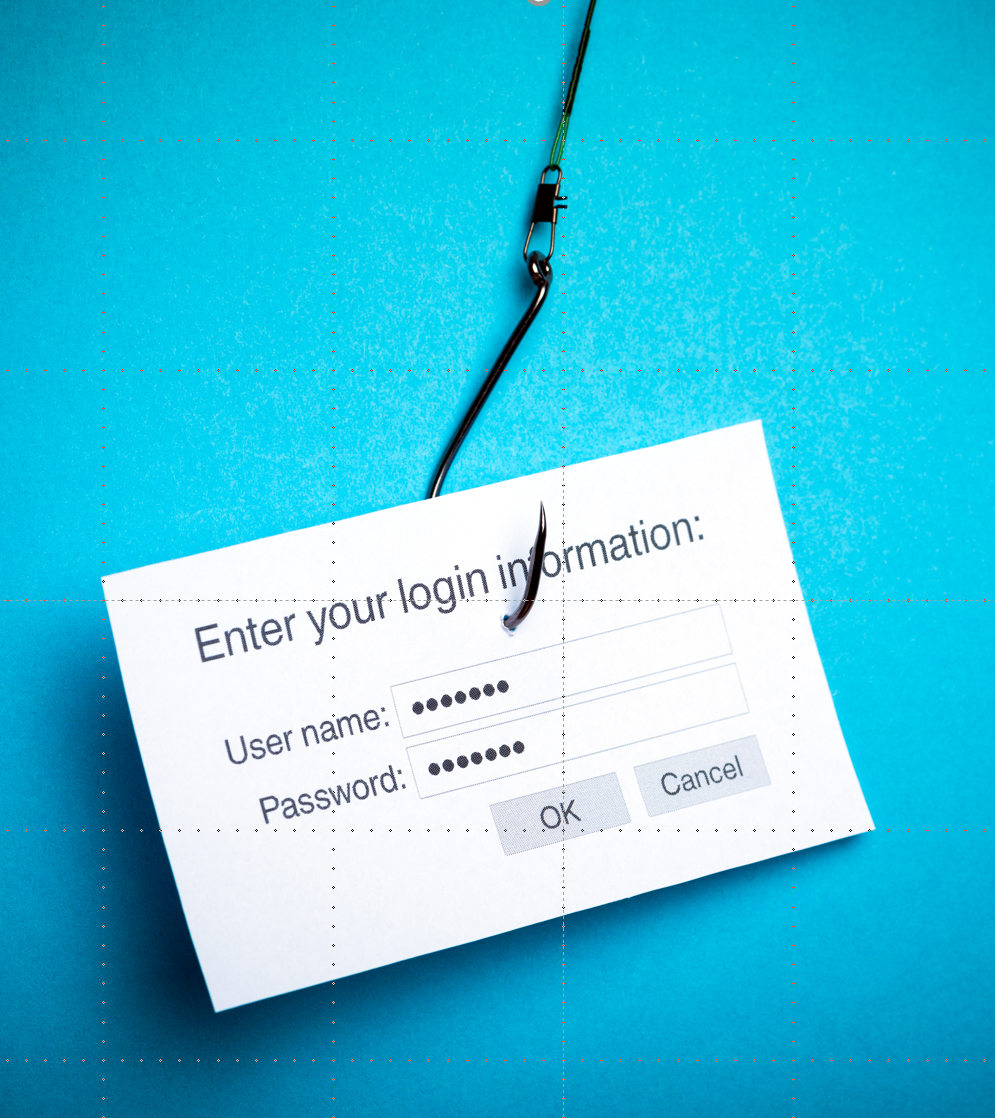 Enter your login information:
User name: •••••••
Password: •••••••
OK Cancel